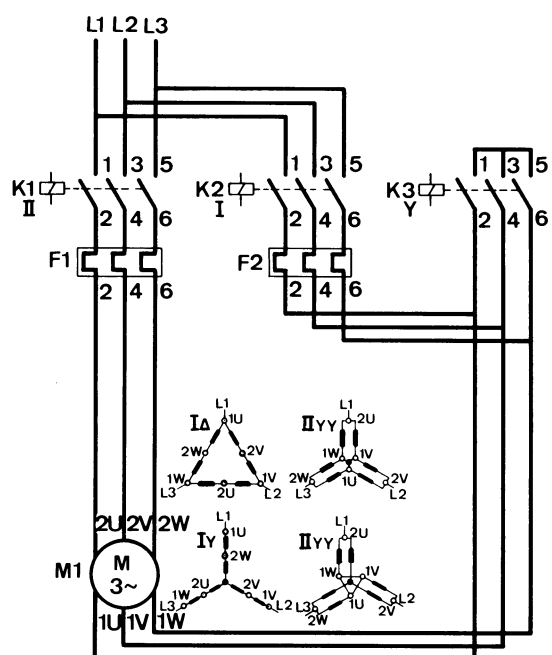 L1 L2 L3
1 3 5
K1
II
2 4 6
1 3 5
K2
I
2 4 6
1 3 5
K3
Y
2 4 6
F1
2 4 6
F2
2 4 6
I∆
L1
1U
2W 2V
1W 1V
L3 2U L2
IIYY
L1
2U
1W 1V
1U
2W 2V
L3 L2
IY
L1
1U
2W
2U 2V
1W 1V
L3 L2
IIYY
L1
2U
1W 1V
1U
L3 L2
2W 2V
2U 2V 2W
M1
M
3~
1U 1V 1W